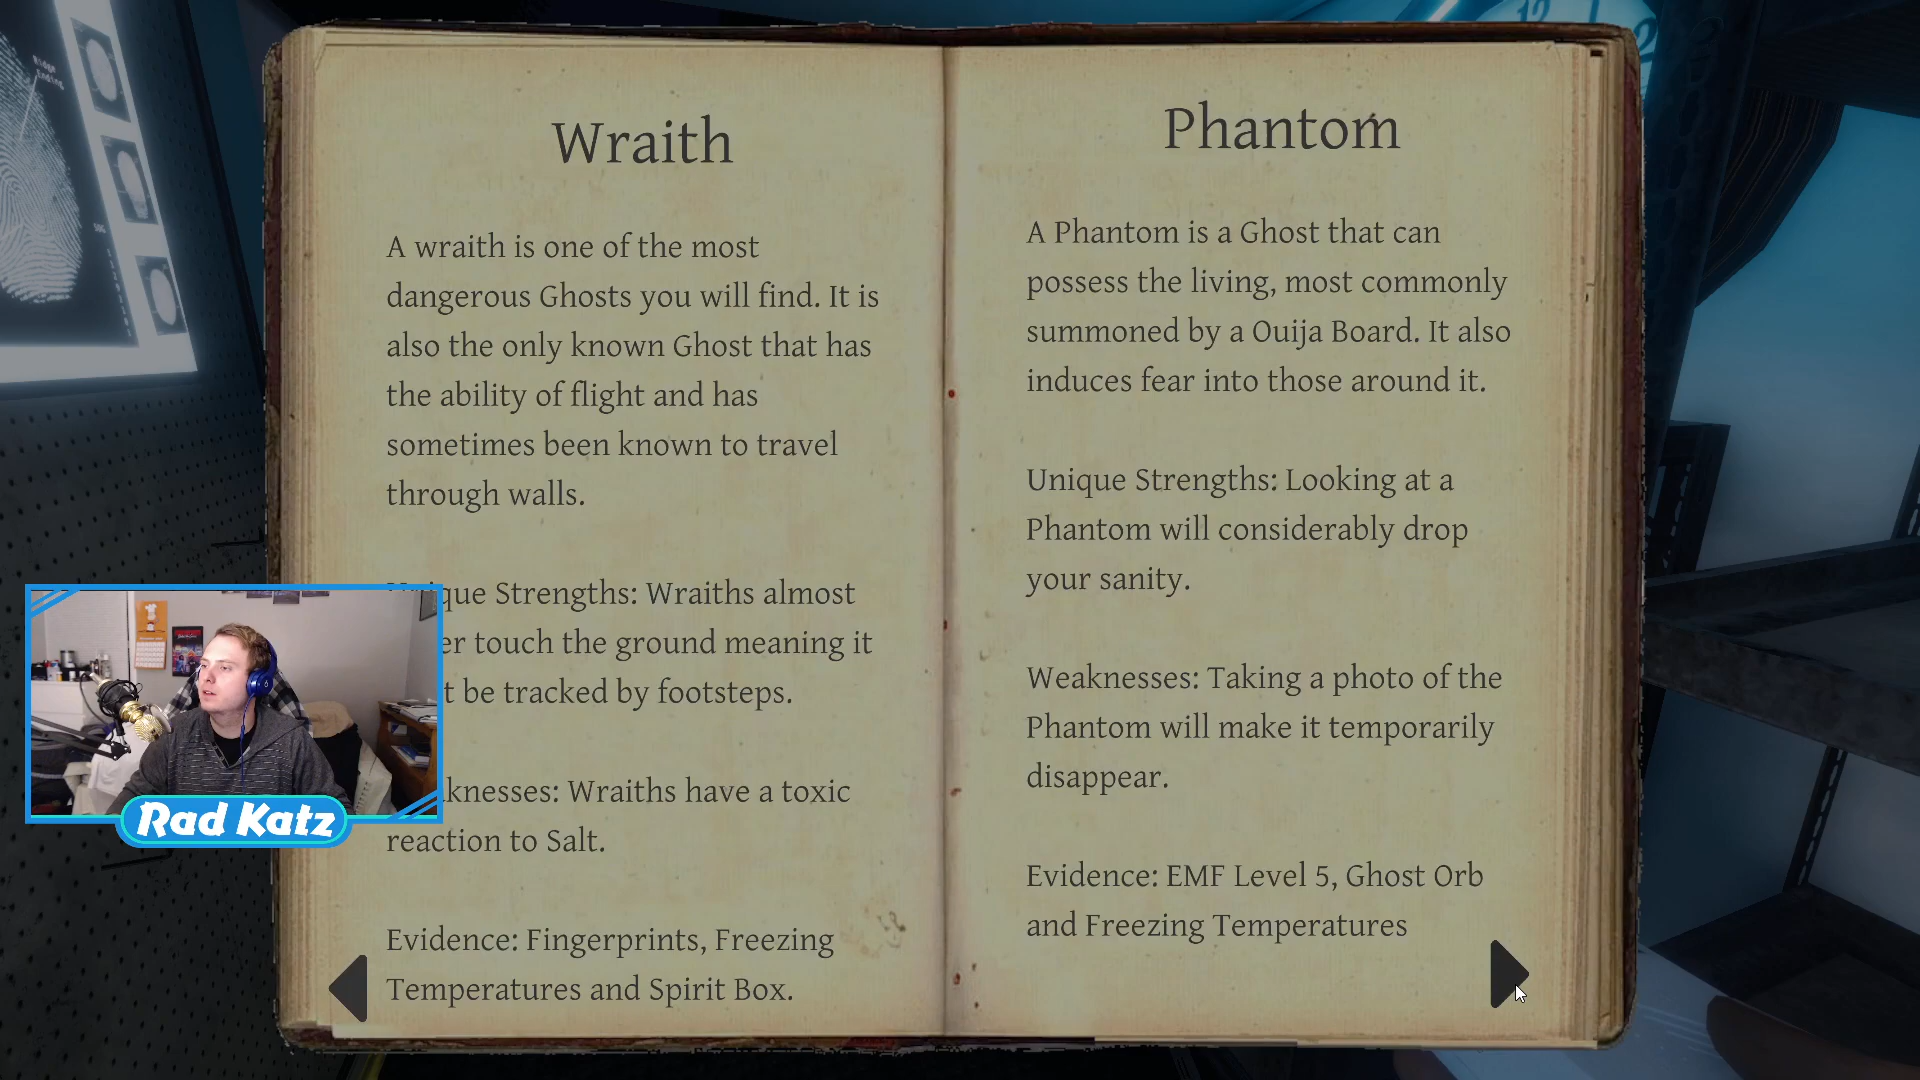 Wraith
A wraith is one of the most
dangerous Ghosts you will find. It is
also the only known Ghost that has
the ability of flight and has
sometimes been known to travel
through walls.
que Strengths: Wraiths almost
er touch the ground meaning it
t be tracked by footsteps.
knesses: Wraiths have a toxic
reaction to Salt.
Evidence: Fingerprints, Freezing
Temperatures and Spirit Box.
Phantom
A Phantom is a Ghost that can
possess the living, most commonly
summoned by a Ouija Board. It also
induces fear into those around it.
Unique Strengths: Looking at a
Phantom will considerably drop
your sanity.
Weaknesses: Taking a photo of the
Phantom will make it temporarily
disappear.
Evidence: EMF Level 5, Ghost Orb
and Freezing Temperatures
Ridge
Ending
12
Rad Katz